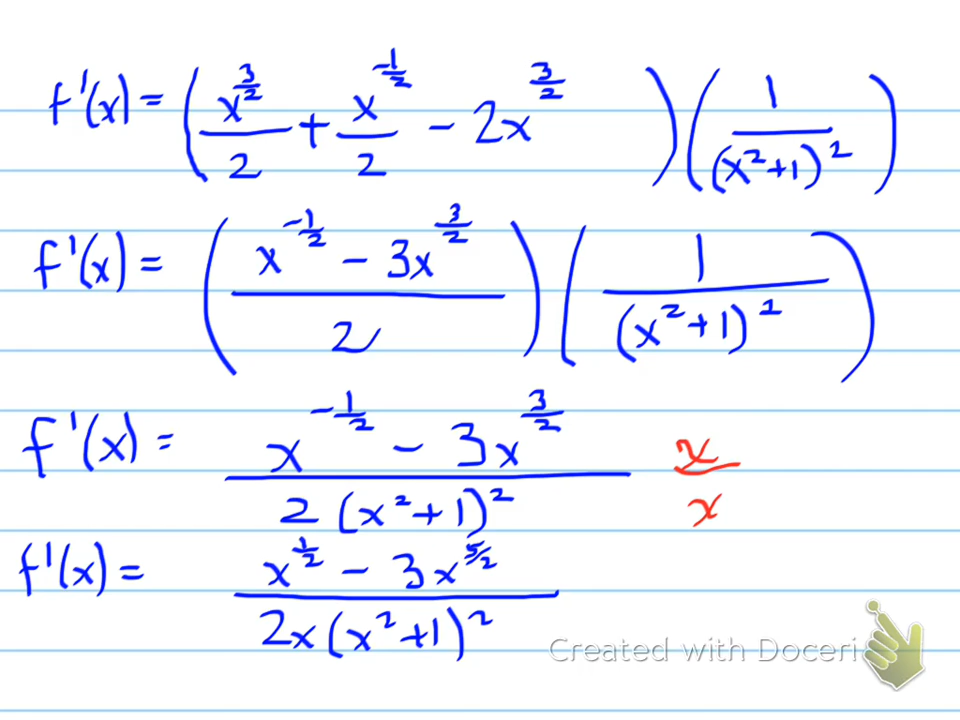 f'(x) = (x^{3/2}/2 + x^{-1/2}/2 - 2x^{3/2}) (1/(x²+1)²)
f'(x) = ((x^{-1/2} - 3x^{3/2})/2) (1/(x²+1)²)
f'(x) = (x^{-1/2} - 3x^{3/2})/(2(x²+1)²) x/x
f'(x) = (x^{1/2} - 3x^{5/2})/(2x(x²+1)²)
Created with Doceri